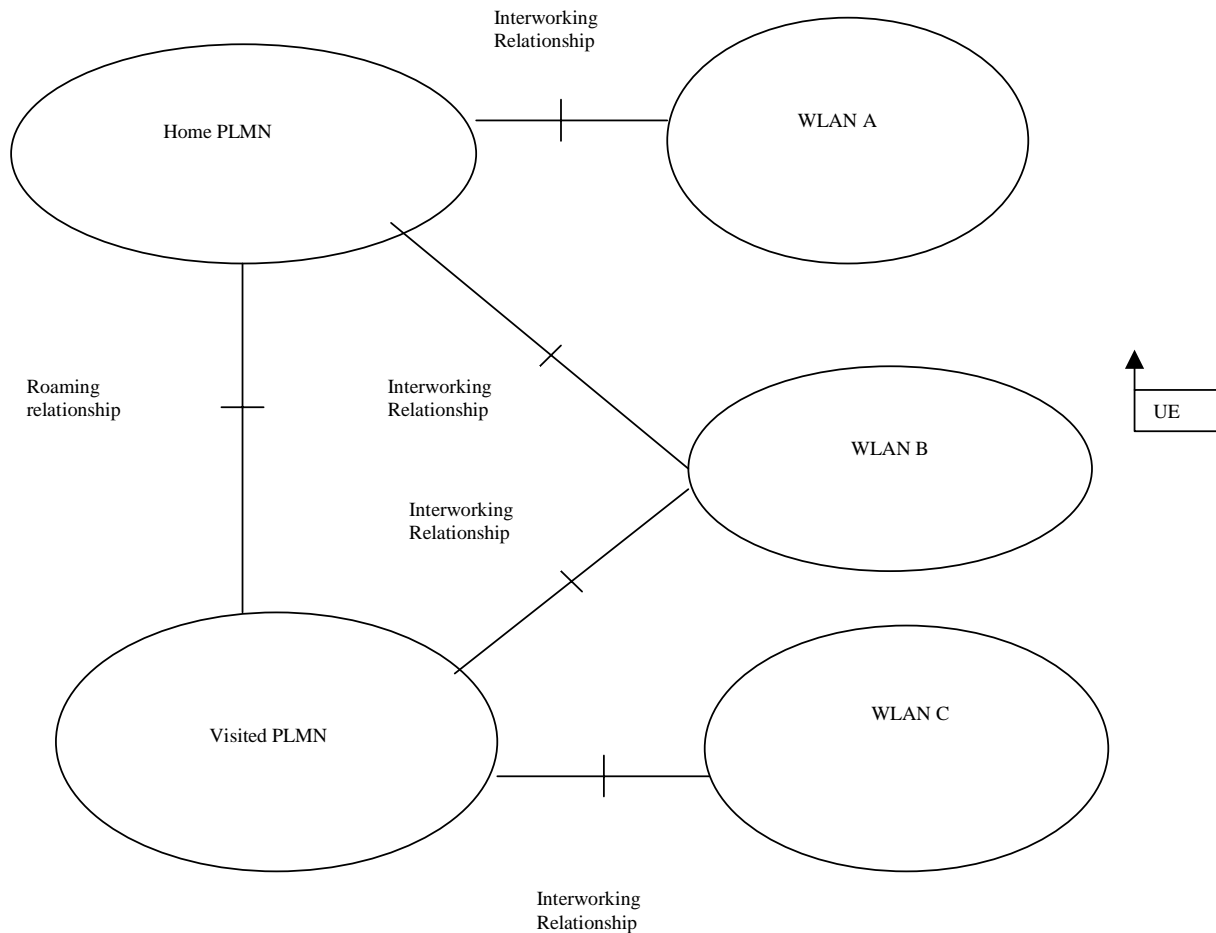 Interworking
Relationship
Home PLMN
WLAN A
Roaming
relationship
Interworking
Relationship
UE
WLAN B
Interworking
Relationship
Visited PLMN
WLAN C
Interworking
Relationship